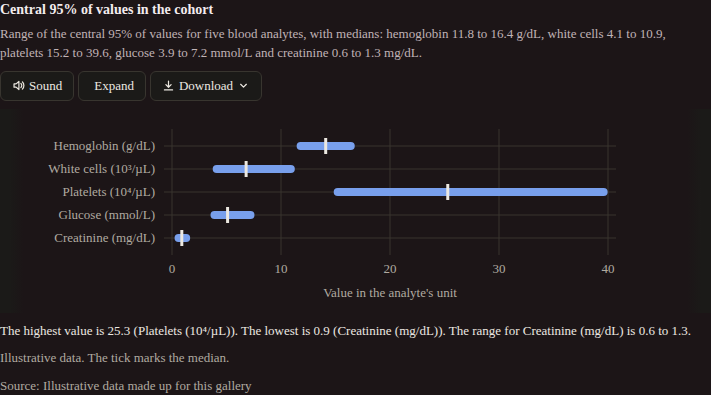 Central 95% of values in the cohort
Range of the central 95% of values for five blood analytes, with medians: hemoglobin 11.8 to 16.4 g/dL, white cells 4.1 to 10.9,
platelets 15.2 to 39.6, glucose 3.9 to 7.2 mmol/L and creatinine 0.6 to 1.3 mg/dL.
Sound Expand Download
Hemoglobin (g/dL)
White cells (10³/µL)
Platelets (10⁴/µL)
Glucose (mmol/L)
Creatinine (mg/dL)
0 10 20 30 40
Value in the analyte's unit
The highest value is 25.3 (Platelets (10⁴/µL)). The lowest is 0.9 (Creatinine (mg/dL)). The range for Creatinine (mg/dL) is 0.6 to 1.3.
Illustrative data. The tick marks the median.
Source: Illustrative data made up for this gallery